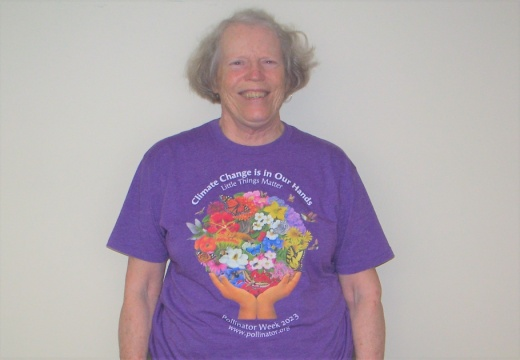 Climate Change is in Our Hands
Little Things Matter
Pollinator Week 2023
www.pollinator.org